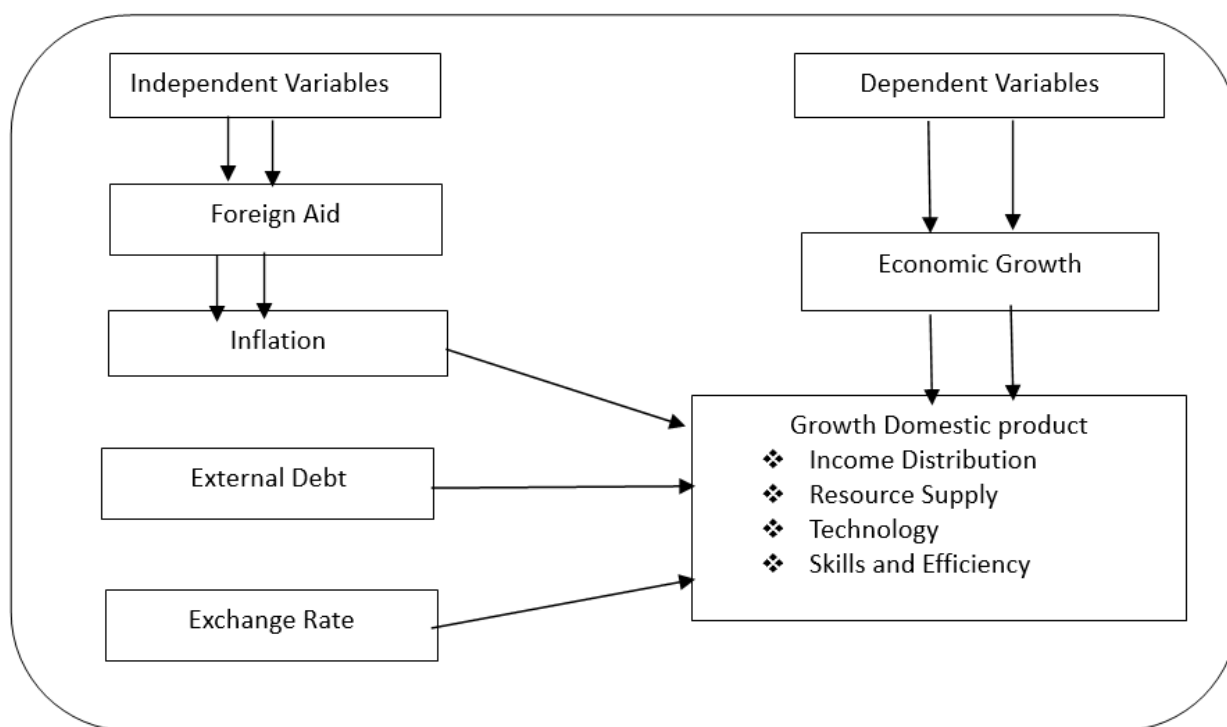 Independent Variables
Dependent Variables
Foreign Aid
Economic Growth
Inflation
Growth Domestic product
❖ Income Distribution
External Debt
❖ Resource Supply
❖ Technology
❖ Skills and Efficiency
Exchange Rate